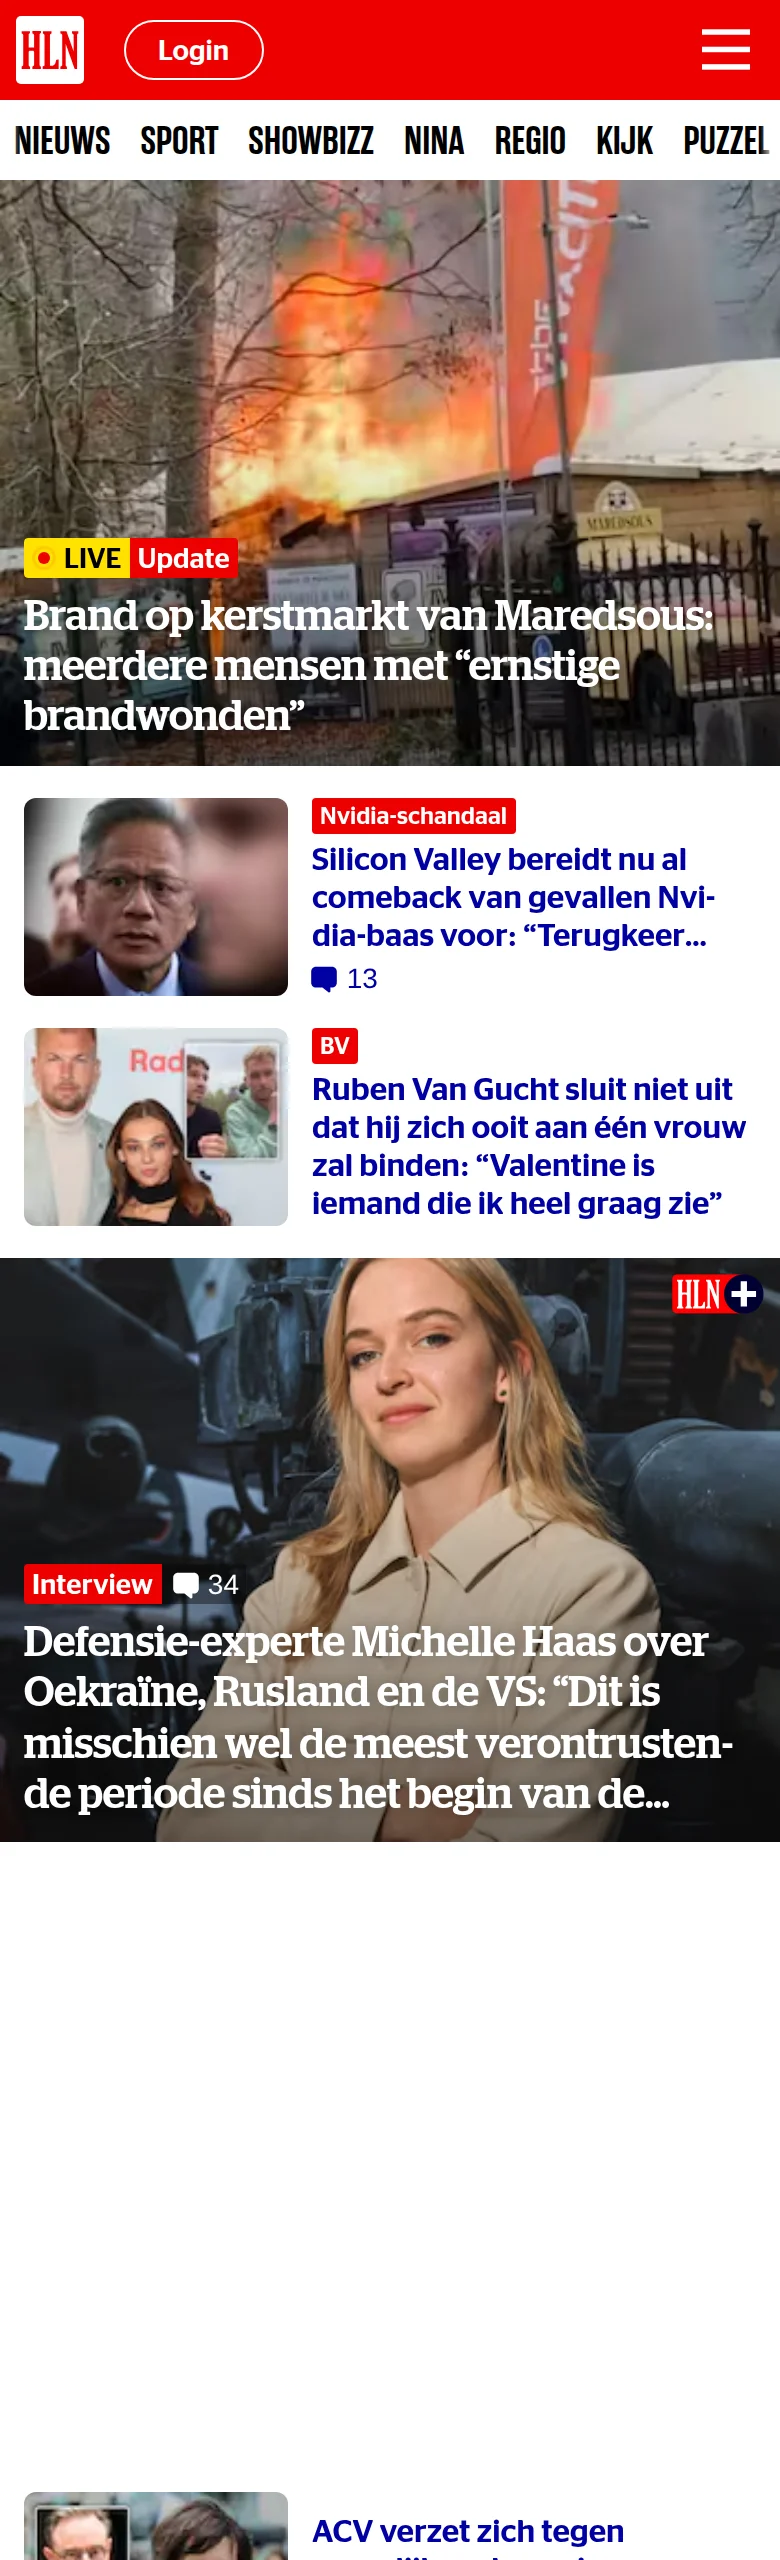 HLN
Login
NIEUWS SPORT SHOWBIZZ NINA REGIO KIJK PUZZEL
MAREDSOUS
LIVE Update
Brand op kerstmarkt van Maredsous:
meerdere mensen met “ernstige
brandwonden”
Nvidia-schandaal
Silicon Valley bereidt nu al
comeback van gevallen Nvi-
dia-baas voor: “Terugkeer...
13
Rad
BV
Ruben Van Gucht sluit niet uit
dat hij zich ooit aan één vrouw
zal binden: “Valentine is
iemand die ik heel graag zie”
HLN+
Interview 34
Defensie-experte Michelle Haas over
Oekraïne, Rusland en de VS: “Dit is
misschien wel de meest verontrusten-
de periode sinds het begin van de...
ACV verzet zich tegen